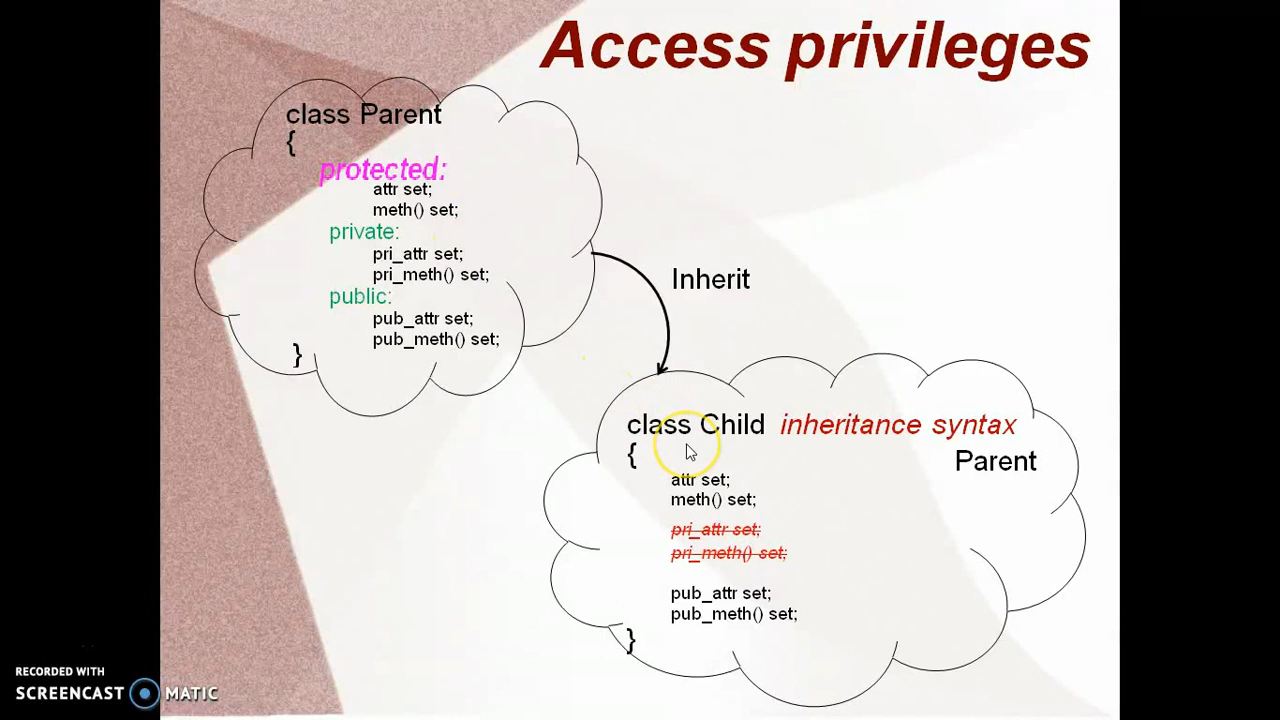 Access privileges
class Parent
{
protected:
attr set;
meth() set;
private:
pri_attr set;
pri_meth() set;
public:
pub_attr set;
pub_meth() set;
}
Inherit
class Child inheritance syntax
{
Parent
attr set;
meth() set;
pri_attr set;
pri_meth() set;
pub_attr set;
pub_meth() set;
}
RECORDED WITH
SCREENCAST MATIC